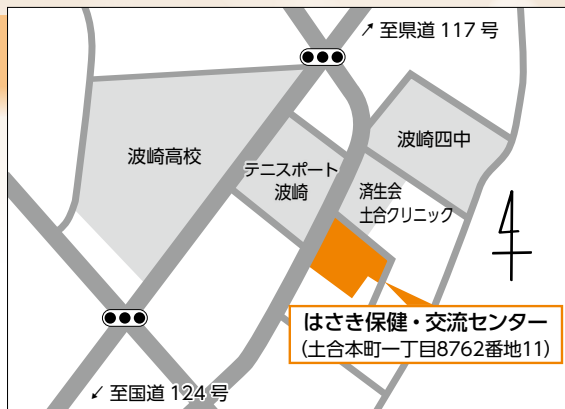 至県道 117 号
波崎高校
テニスポート
波崎
波崎四中
済生会
土合クリニック
はさき保健・交流センター
(土合本町一丁目8762番地11)
至国道 124 号